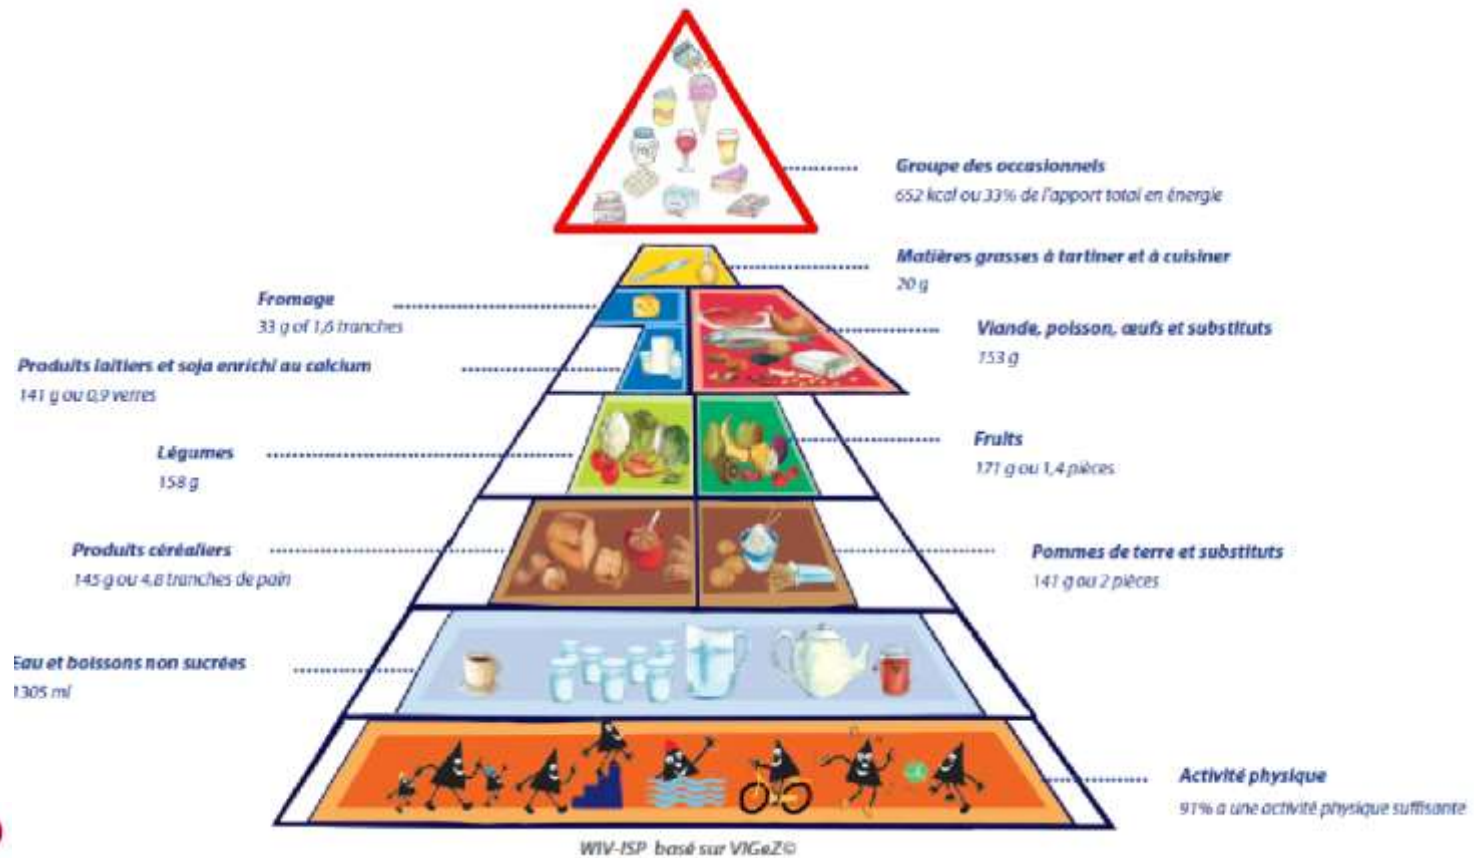 Groupe des occasionnels
652 kcal ou 33% de l'apport total en énergie
Matières grasses à tartiner et à cuisiner
20 g
Fromage
33 g of 1,6 tranches
Viande, poisson, œufs et substituts
153 g
Produits laitiers et soja enrichi au calcium
141 g ou 0,9 verres
Légumes
158 g
Fruits
171 g ou 1,4 pièces
Produits céréaliers
145 g ou 4,8 tranches de pain
Pommes de terre et substituts
141 g ou 2 pièces
Eau et boissons non sucrées
1305 ml
Activité physique
91% a une activité physique suffisante
WIV-ISP basé sur VIGeZ©